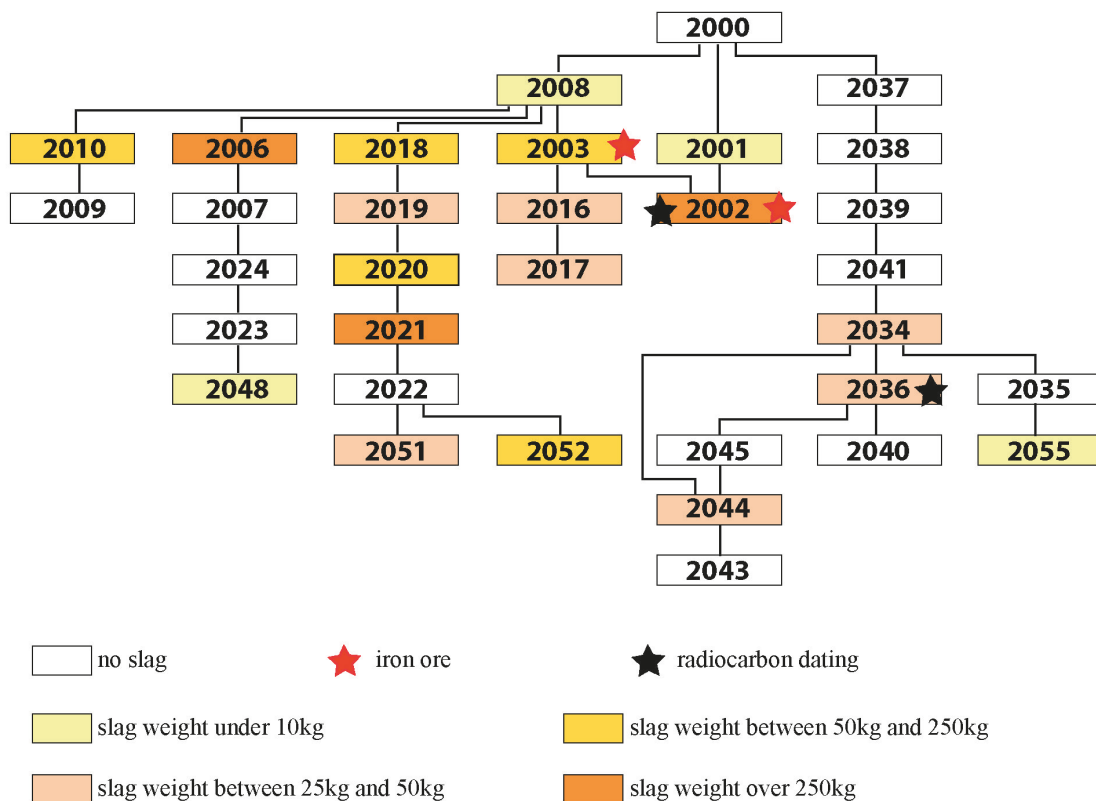 2000
2008 2037
2010 2006 2018 2003 2001 2038
2009 2007 2019 2016 2002 2039
2024 2020 2017 2041
2023 2021 2034
2048 2022 2036 2035
2051 2052 2045 2040 2055
2044
2043
no slag iron ore radiocarbon dating
slag weight under 10kg slag weight between 50kg and 250kg
slag weight between 25kg and 50kg slag weight over 250kg